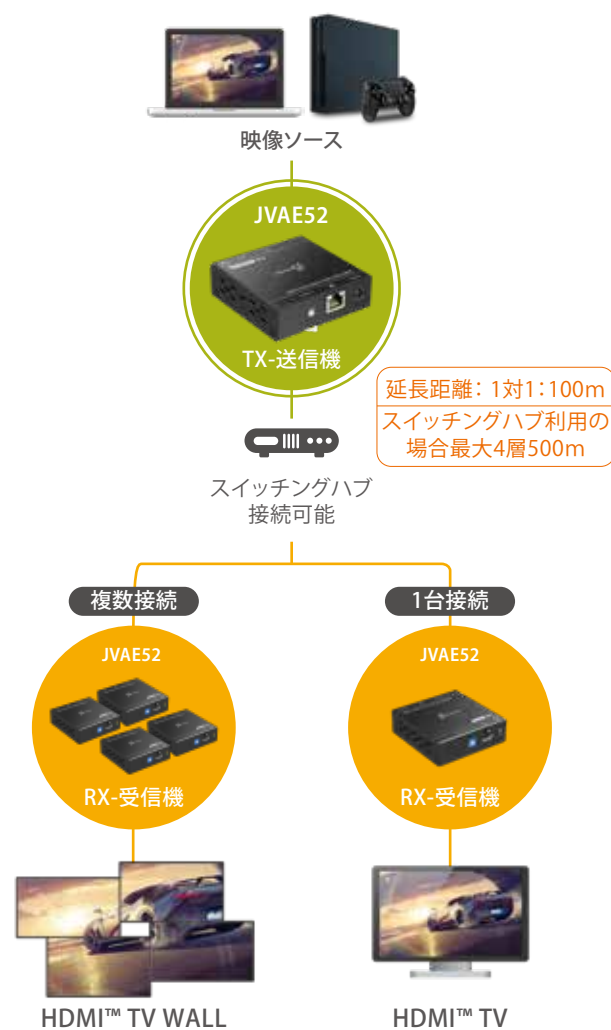 映像ソース
JVAE52
TX-送信機
延長距離：1対1：100m
スイッチングハブ利用の
場合最大4層500m
スイッチングハブ
接続可能
複数接続
1台接続
JVAE52
JVAE52
RX-受信機
RX-受信機
HDMI™ TV WALL
HDMI™ TV